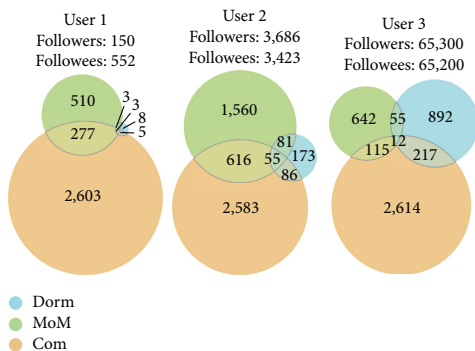 User 1
Followers: 150
Followees: 552
510
3
3
8
5
277
2,603
User 2
Followers: 3,686
Followees: 3,423
1,560
81
616
55
173
86
2,583
User 3
Followers: 65,300
Followees: 65,200
642
55
892
12
115
217
2,614
Dorm
MoM
Com